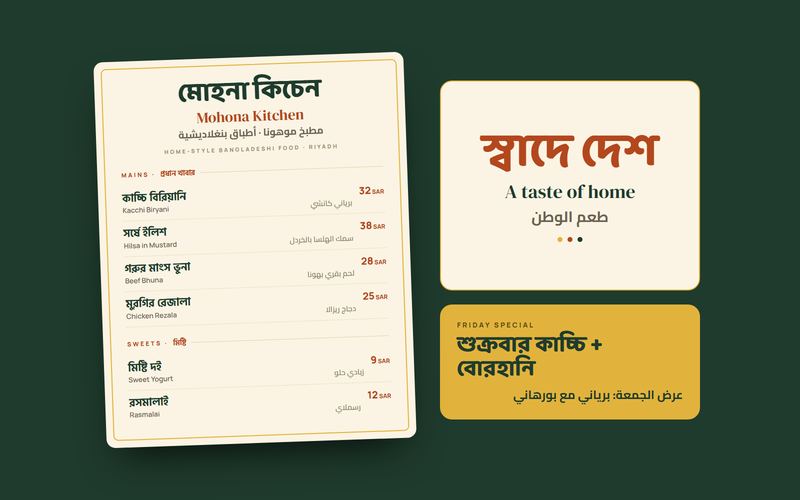 মোহনা কিচেন
Mohona Kitchen
مطبخ موهونا · أطباق بنغلاديشية
HOME-STYLE BANGLADESHI FOOD · RIYADH
MAINS · প্রধান খাবার
কাচ্চি বিরিয়ানি
Kacchi Biryani
برياني كاتشي
32 SAR
সর্ষে ইলিশ
Hilsa in Mustard
سمك الهلسا بالخردل
38 SAR
গরুর মাংস ভুনা
Beef Bhuna
لحم بقري بهونا
28 SAR
মুরগির রেজালা
Chicken Rezala
دجاج ريزالا
25 SAR
SWEETS · মিষ্টি
মিষ্টি দই
Sweet Yogurt
زبادي حلو
9 SAR
রসমালাই
Rasmalai
رسملاي
12 SAR
স্বাদে দেশ
A taste of home
طعم الوطن
FRIDAY SPECIAL
শুক্রবার কাচ্চি +
বোরহানি
عرض الجمعة: برياني مع بورهاني